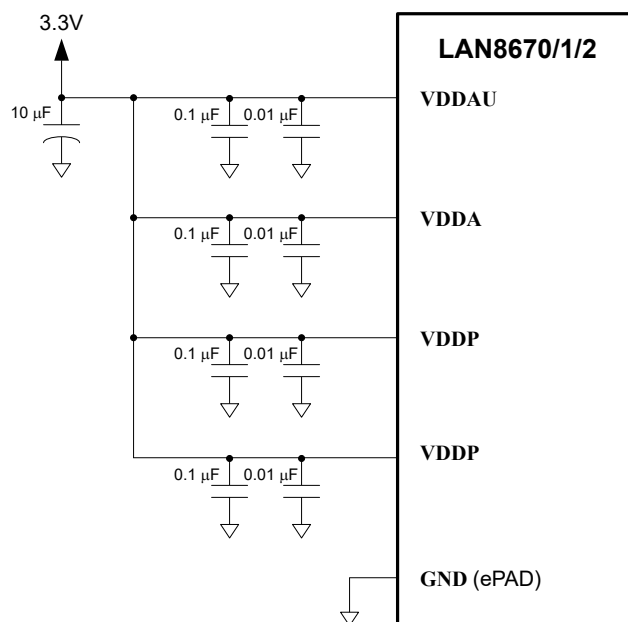 3.3V
LAN8670/1/2
10 µF
0.1 µF 0.01 µF
VDDAU
0.1 µF 0.01 µF
VDDA
0.1 µF 0.01 µF
VDDP
0.1 µF 0.01 µF
VDDP
GND (ePAD)